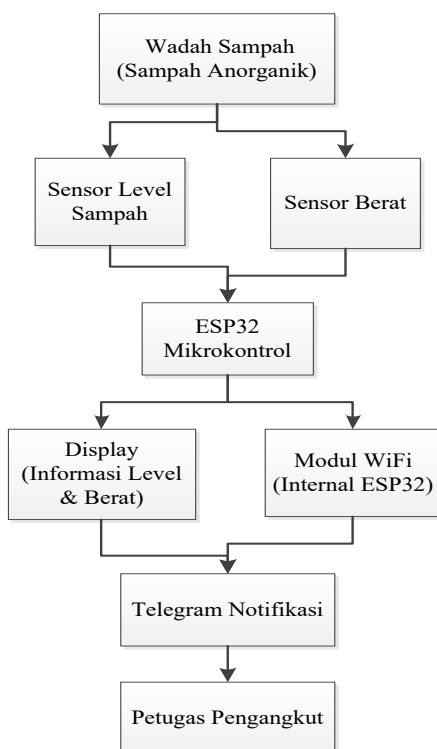 Wadah Sampah
(Sampah Anorganik)
Sensor Level
Sampah
Sensor Berat
ESP32
Mikrokontrol
Display
(Informasi Level
& Berat)
Modul WiFi
(Internal ESP32)
Telegram Notifikasi
Petugas Pengangkut